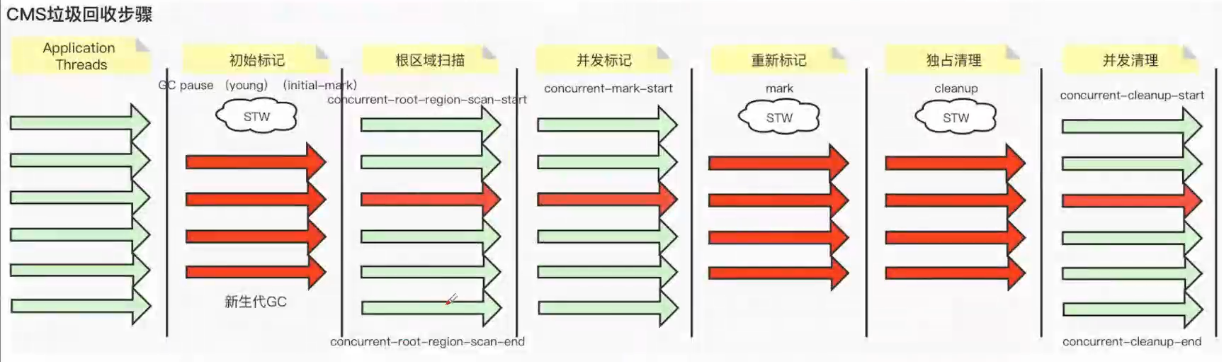 CMS垃圾回收步骤
Application
Threads
初始标记
GC pause （young）（initial-mark）
STW
新生代GC
根区域扫描
concurrent-root-region-scan-start
concurrent-root-region-scan-end
并发标记
concurrent-mark-start
重新标记
mark
STW
独占清理
cleanup
STW
并发清理
concurrent-cleanup-start
concurrent-cleanup-end